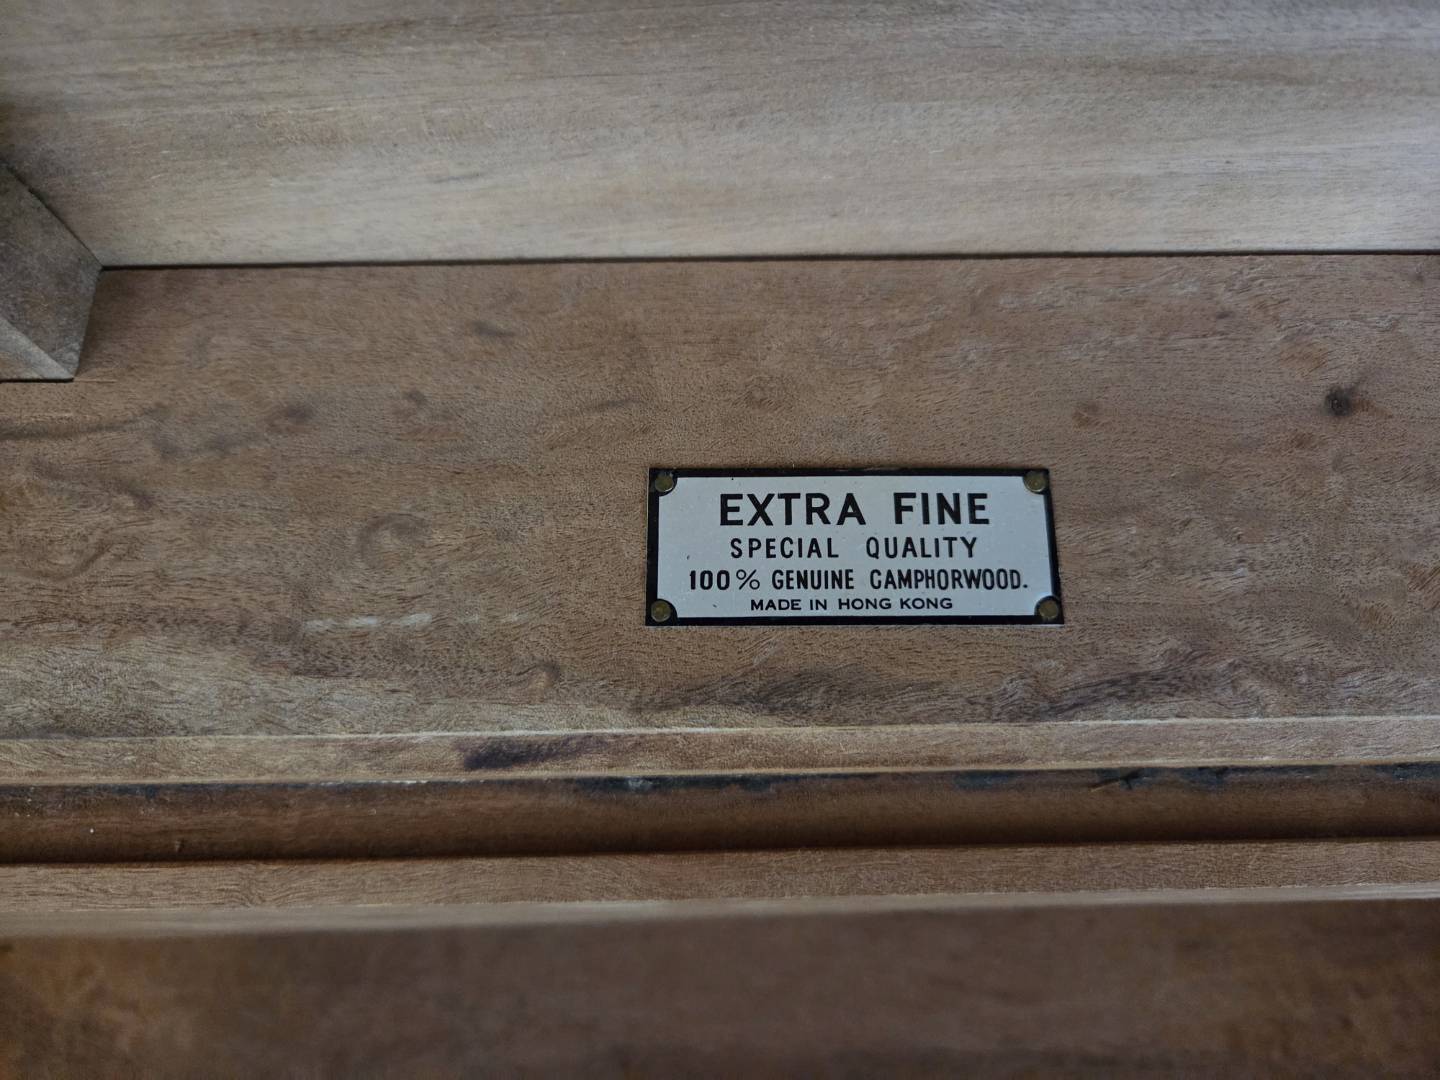 EXTRA FINE
SPECIAL QUALITY
100% GENUINE CAMPHORWOOD.
MADE IN HONG KONG